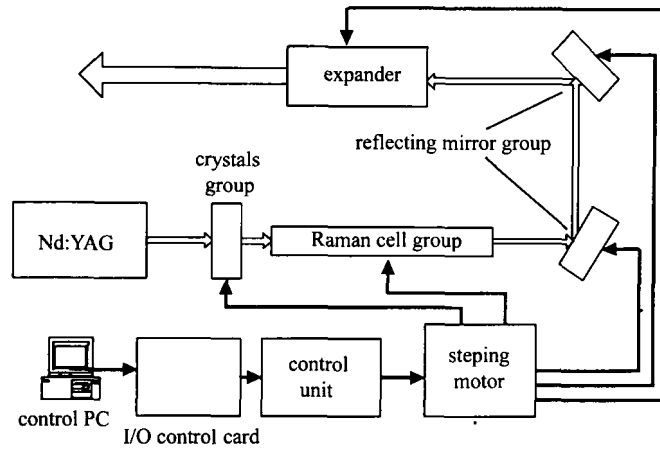 expander
reflecting mirror group
crystals
group
Nd:YAG
Raman cell group
control PC
I/O control card
control
unit
steping
motor